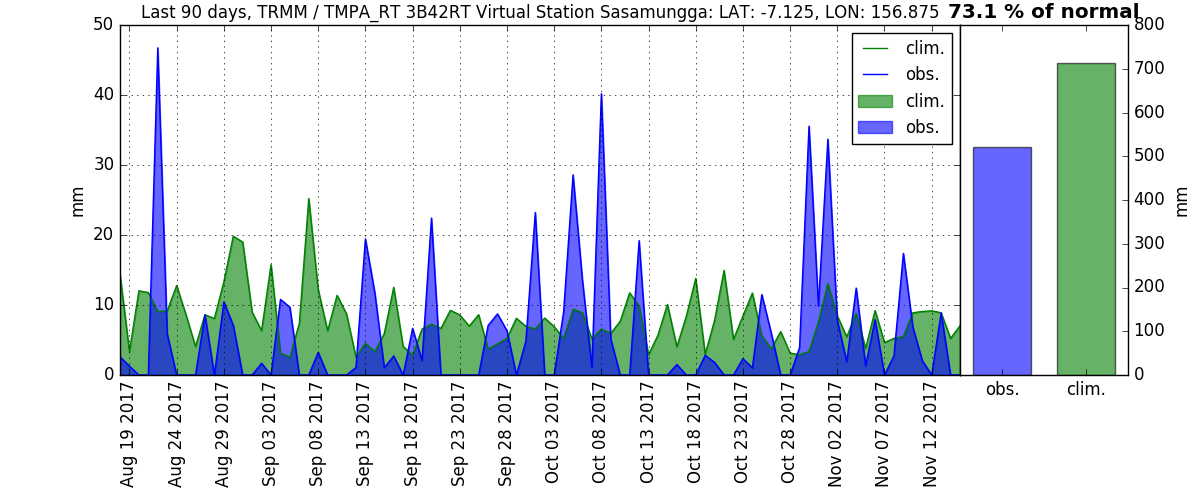 Last 90 days, TRMM / TMPA_RT 3B42RT Virtual Station Sasamungga: LAT: -7.125, LON: 156.875 73.1 % of normal
50
40
30
20
10
0
mm
clim.
obs.
clim.
obs.
800
700
600
500
400
300
200
100
0
mm
obs.
clim.
Aug 19 2017
Aug 24 2017
Aug 29 2017
Sep 03 2017
Sep 08 2017
Sep 13 2017
Sep 18 2017
Sep 23 2017
Sep 28 2017
Oct 03 2017
Oct 08 2017
Oct 13 2017
Oct 18 2017
Oct 23 2017
Oct 28 2017
Nov 02 2017
Nov 07 2017
Nov 12 2017